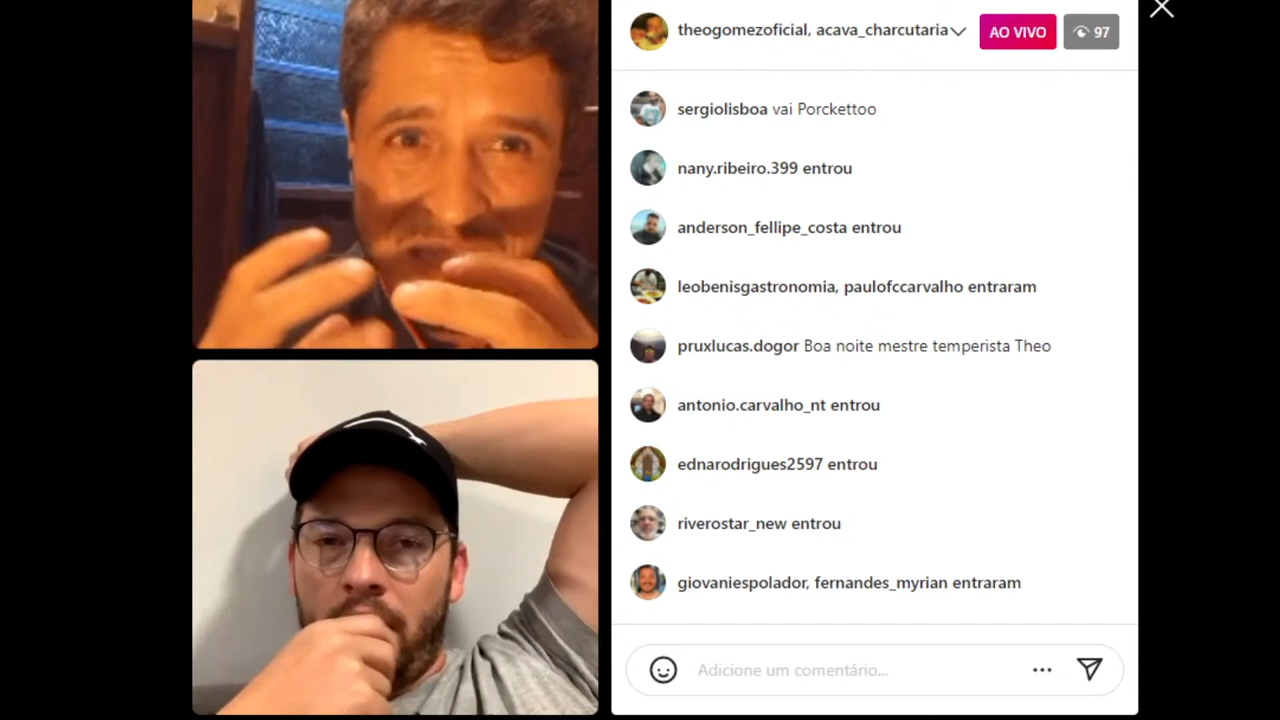 theogomezoficial, acava_charcutaria
AO VIVO
97
sergiolisboa vai Porckettoo
nany.ribeiro.399 entrou
anderson_fellipe_costa entrou
leobenisgastronomia, paulofccarvalho entraram
pruxlucas.dogor Boa noite mestre temperista Theo
antonio.carvalho_nt entrou
ednarodrigues2597 entrou
riverostar_new entrou
giovaniespolador, fernandes_myrian entraram
Adicione um comentário...